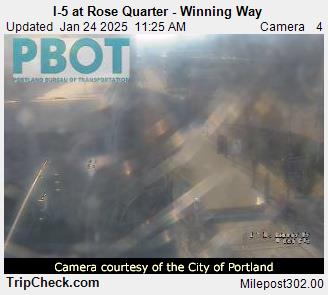 I-5 at Rose Quarter - Winning Way
Updated Jan 24 2025 11:25 AM Camera 4
PBOT
PORTLAND BUREAU OF TRANSPORTATION
Camera courtesy of the City of Portland
TripCheck.com Milepost302.00